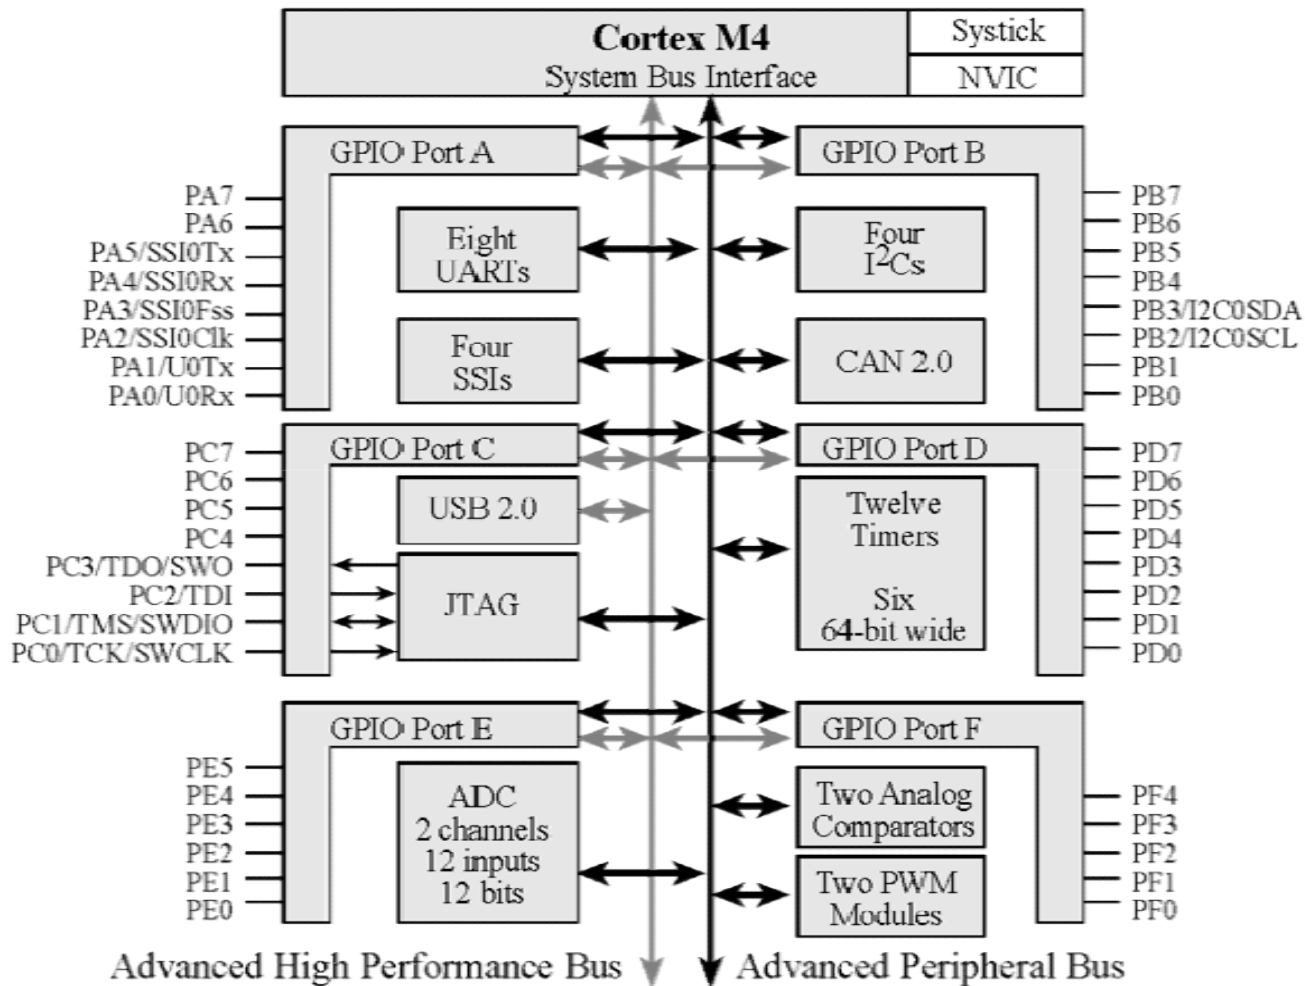 Cortex M4
System Bus Interface
Systick
NVIC
GPIO Port A
PA7
PA6
PA5/SSI0Tx
PA4/SSI0Rx
PA3/SSI0Fss
PA2/SSI0Clk
PA1/U0Tx
PA0/U0Rx
Eight
UARTs
Four
SSIs
GPIO Port B
Four
I²Cs
CAN 2.0
PB7
PB6
PB5
PB4
PB3/I2C0SDA
PB2/I2C0SCL
PB1
PB0
GPIO Port C
PC7
PC6
PC5
PC4
PC3/TDO/SWO
PC2/TDI
PC1/TMS/SWDIO
PC0/TCK/SWCLK
USB 2.0
JTAG
GPIO Port D
Twelve
Timers
Six
64-bit wide
PD7
PD6
PD5
PD4
PD3
PD2
PD1
PD0
GPIO Port E
PE5
PE4
PE3
PE2
PE1
PE0
ADC
2 channels
12 inputs
12 bits
GPIO Port F
Two Analog
Comparators
Two PWM
Modules
PF4
PF3
PF2
PF1
PF0
Advanced High Performance Bus
Advanced Peripheral Bus